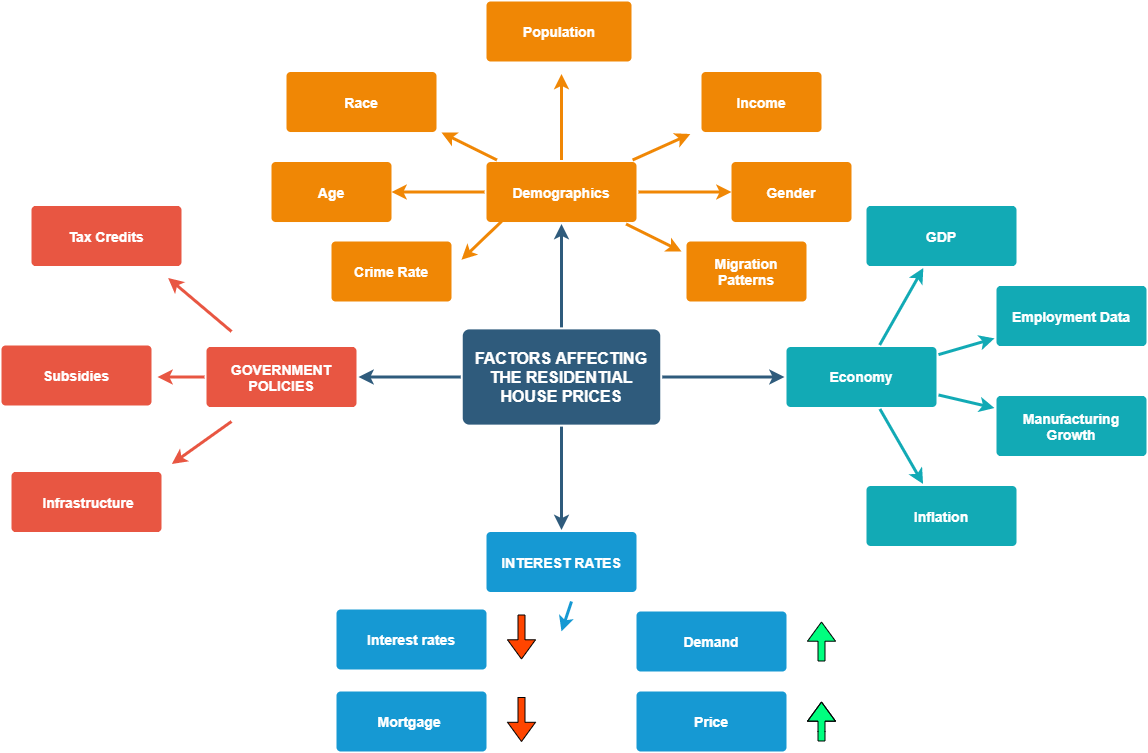 Population
Race
Income
Age
Demographics
Gender
Crime Rate
Migration
Patterns
Tax Credits
GDP
Subsidies
GOVERNMENT
POLICIES
FACTORS AFFECTING
THE RESIDENTIAL
HOUSE PRICES
Economy
Employment Data
Manufacturing
Growth
Infrastructure
Inflation
INTEREST RATES
Interest rates
Demand
Mortgage
Price